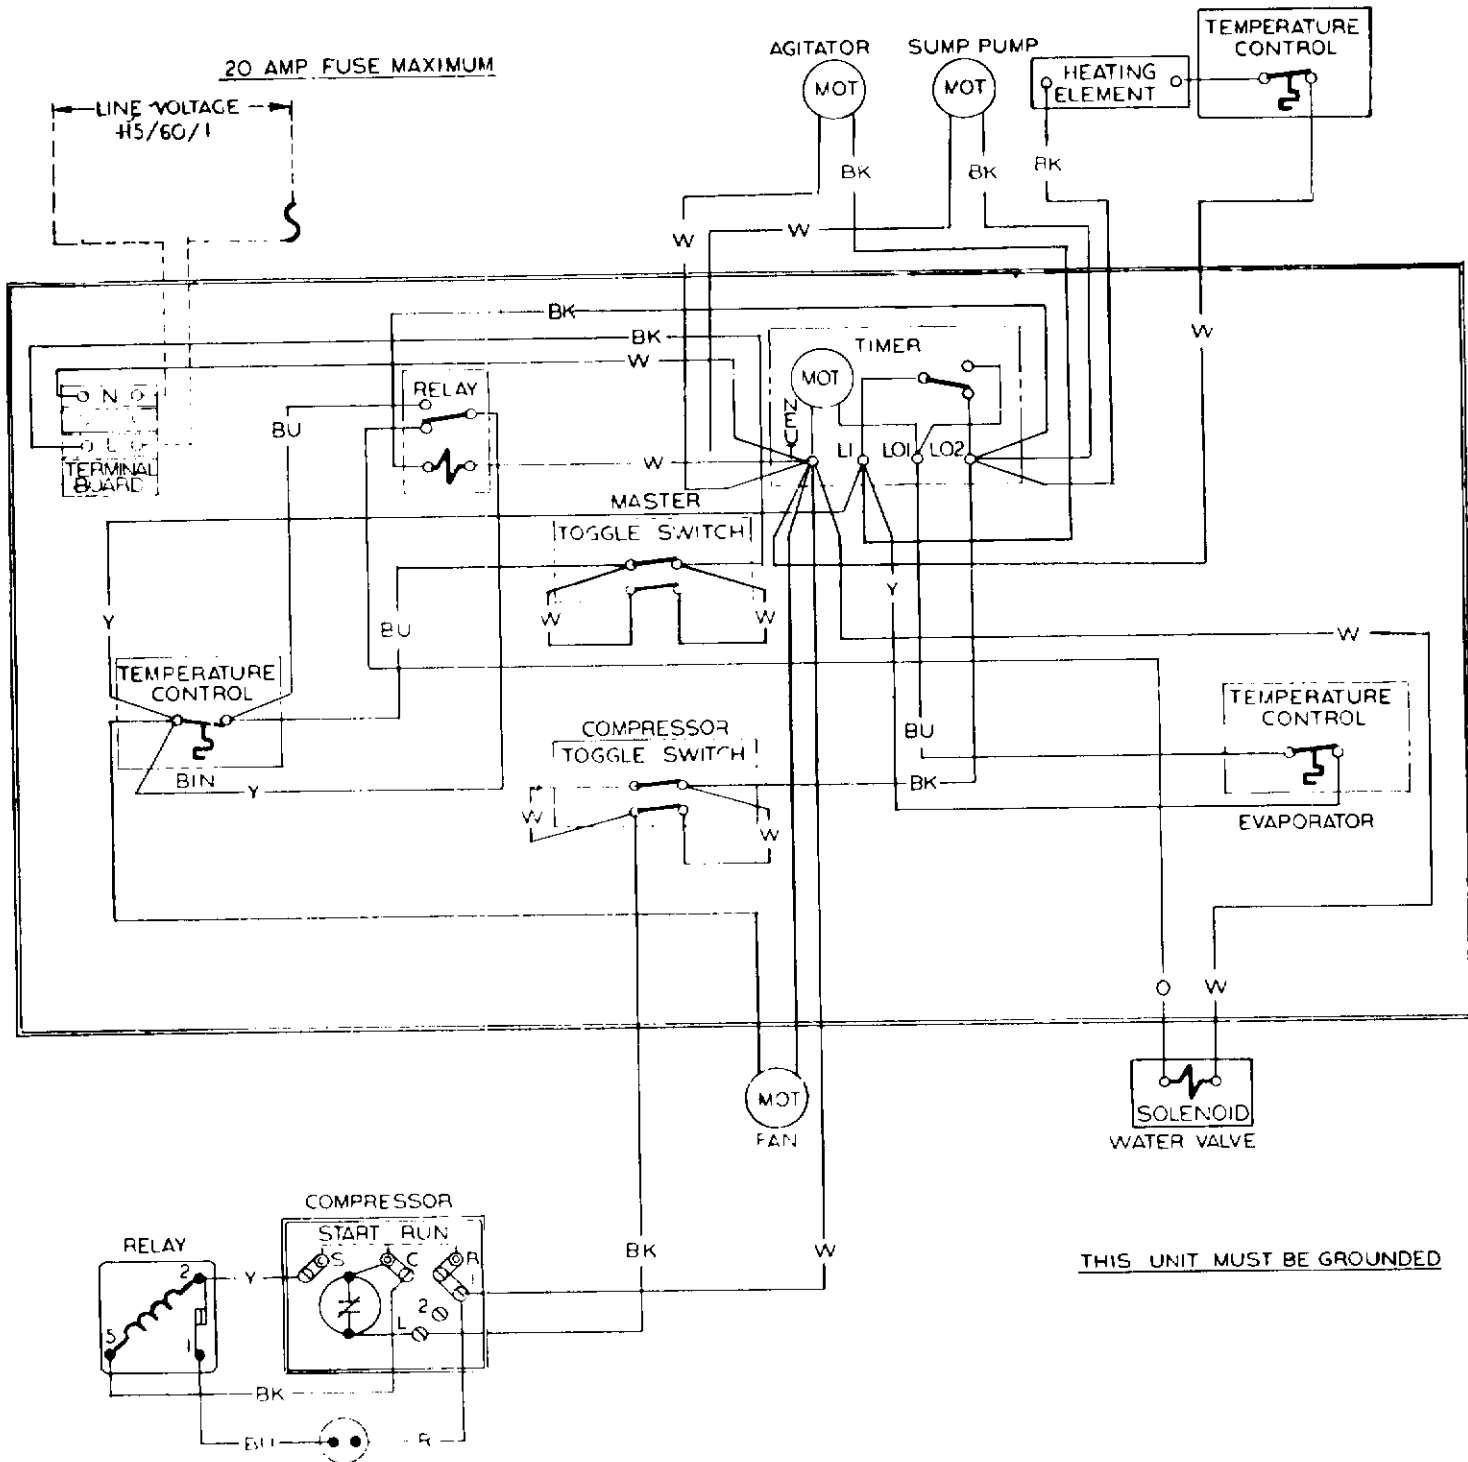 20 AMP FUSE MAXIMUM
LINE VOLTAGE
115/60/1
AGITATOR
MOT
BK
SUMP PUMP
MOT
BK
HEATING
ELEMENT
BK
TEMPERATURE
CONTROL
W
W
W
BK
BK
W
N
L
TERMINAL
BOARD
RELAY
BU
W
TIMER
MOT
NEU
L1
LO1
LO2
MASTER
TOGGLE SWITCH
W
W
Y
BU
Y
W
TEMPERATURE
CONTROL
BIN
Y
COMPRESSOR
TOGGLE SWITCH
W
W
BU
BK
TEMPERATURE
CONTROL
EVAPORATOR
O
W
MOT
FAN
SOLENOID
WATER VALVE
BK
W
THIS UNIT MUST BE GROUNDED
COMPRESSOR
START RUN
S
C
R
1
2
L
RELAY
2
5
1
Y
BK
BU
R